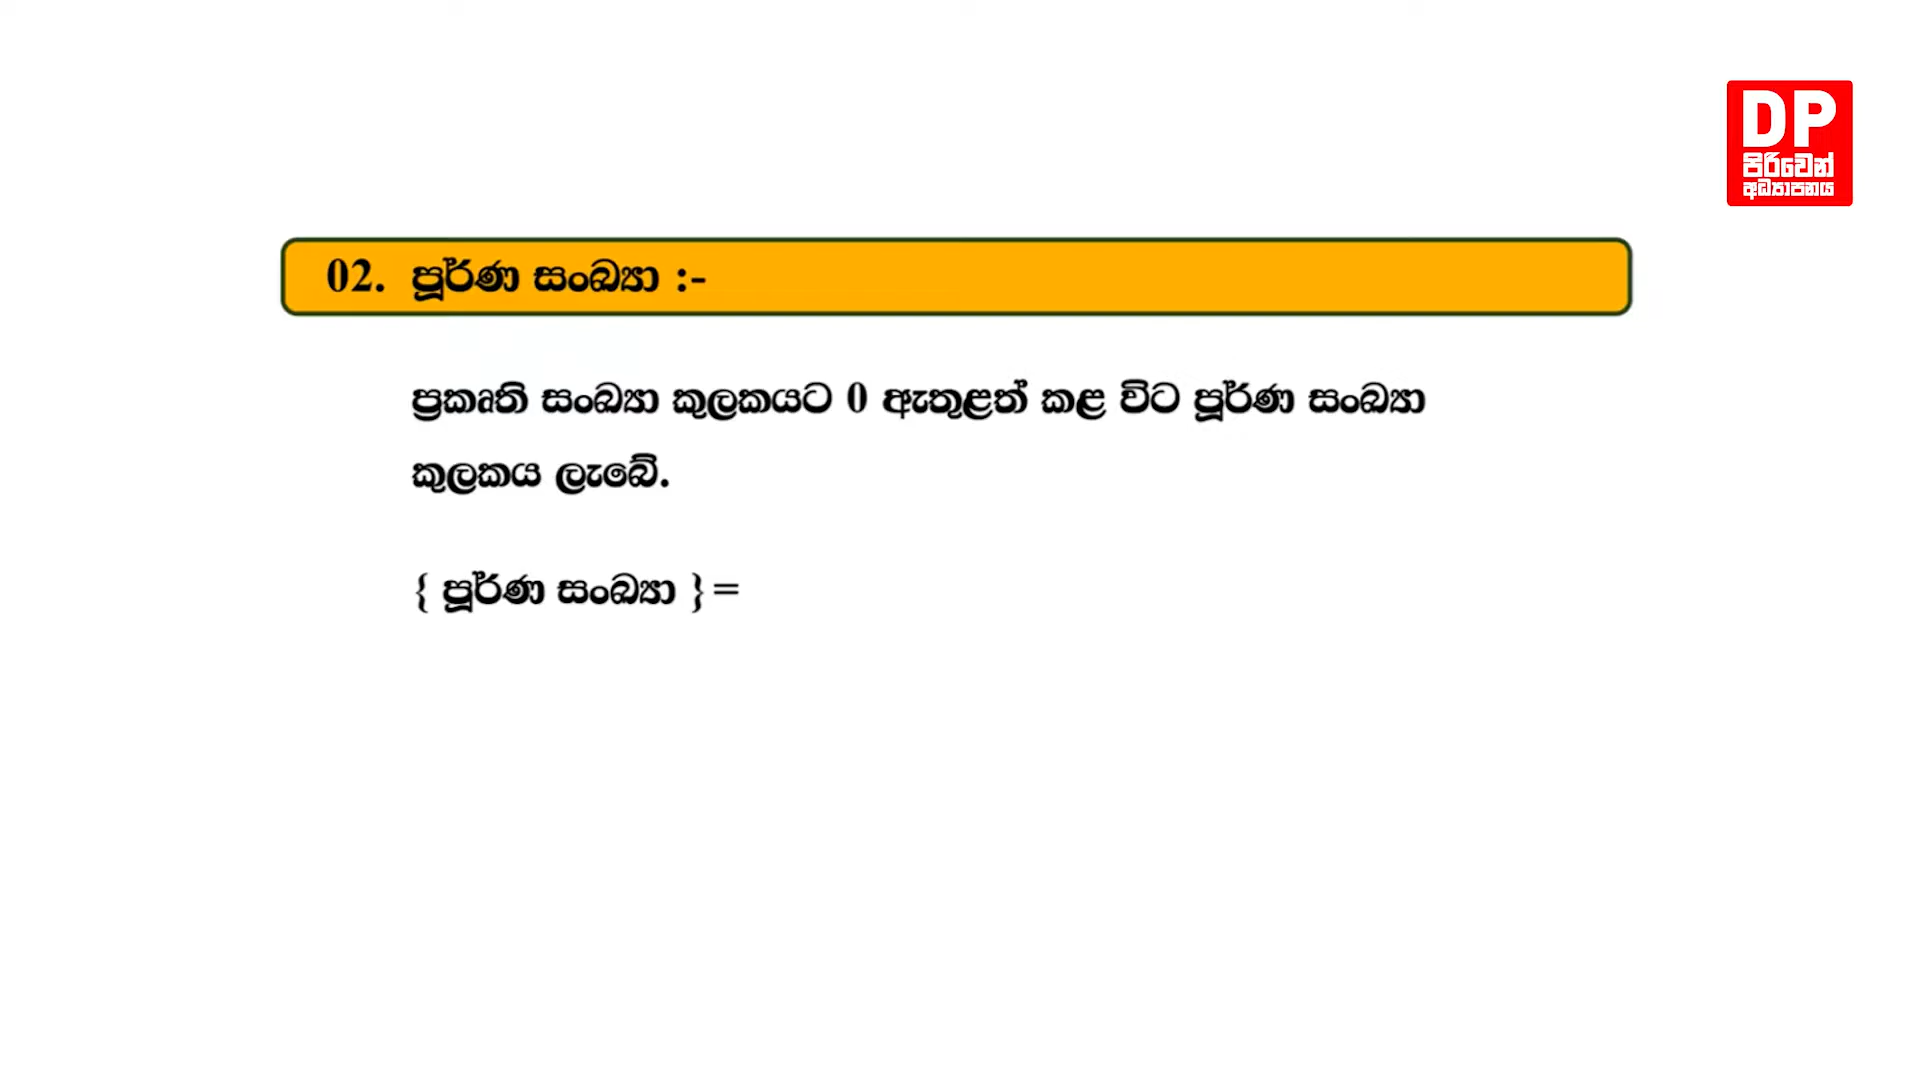 DP
පිරිවෙන්
අධ්‍යාපනය
02. පූර්ණ සංඛ්‍යා :-
ප්‍රකෘති සංඛ්‍යා කුලකයට 0 ඇතුළත් කළ විට පූර්ණ සංඛ්‍යා
කුලකය ලැබේ.
{ පූර්ණ සංඛ්‍යා } =